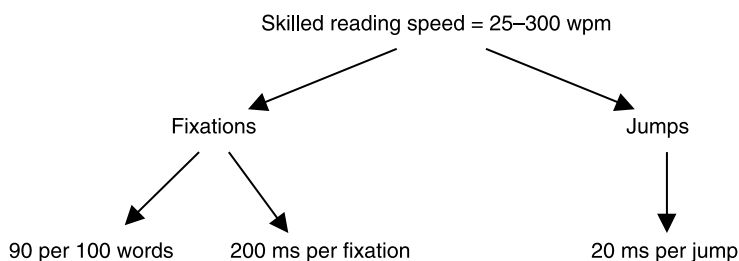 Skilled reading speed = 25–300 wpm
Fixations
Jumps
90 per 100 words
200 ms per fixation
20 ms per jump